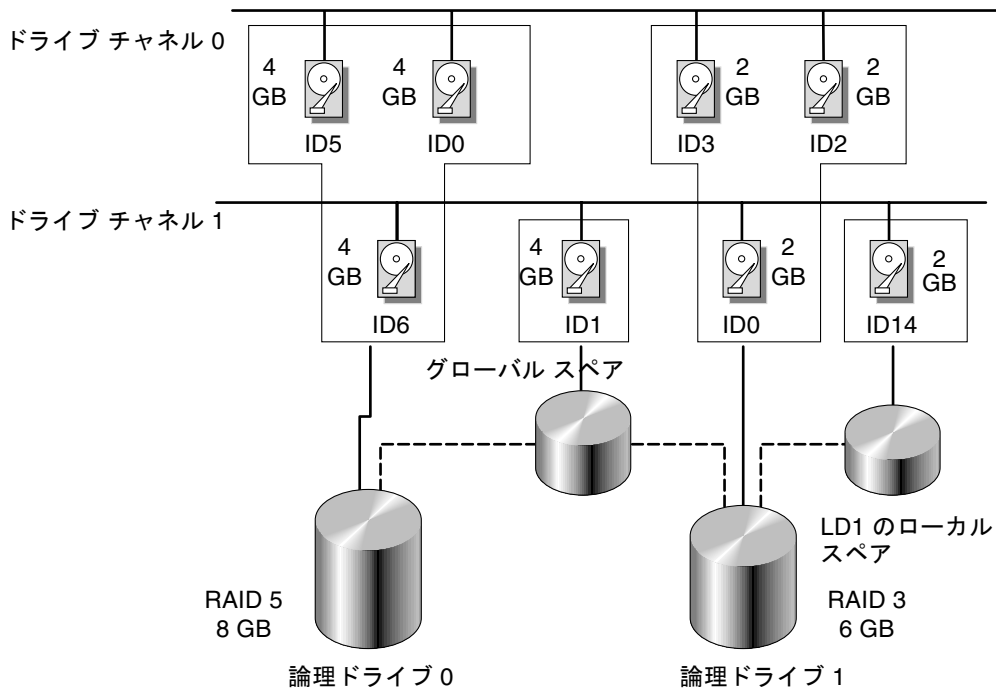 ドライブ チャネル 0
4
GB
4
GB
2
GB
2
GB
ID5
ID0
ID3
ID2
ドライブ チャネル 1
4
GB
4
GB
2
GB
2
GB
ID6
ID1
ID0
ID14
グローバル スペア
LD1 のローカル
スペア
RAID 5
8 GB
RAID 3
6 GB
論理ドライブ 0
論理ドライブ 1